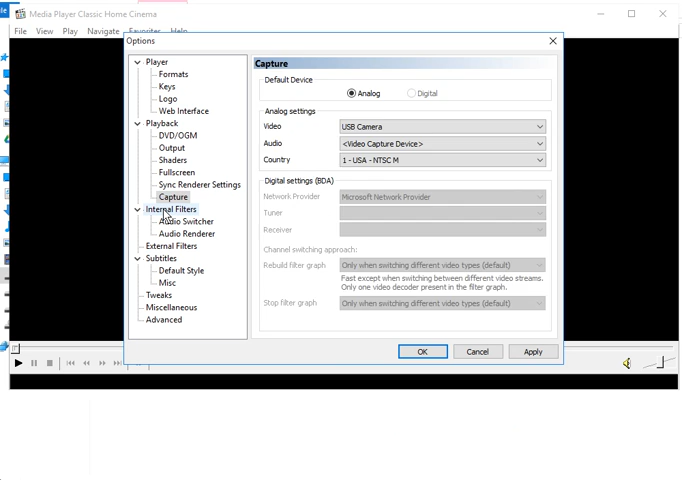 Media Player Classic Home Cinema
File View Play Navigate Favorites Help
Options
Player
Formats
Keys
Logo
Web Interface
Playback
DVD/OGM
Output
Shaders
Fullscreen
Sync Renderer Settings
Capture
Internal Filters
Audio Switcher
Audio Renderer
External Filters
Subtitles
Default Style
Misc
Tweaks
Miscellaneous
Advanced
Capture
Default Device
Analog Digital
Analog settings
Video USB Camera
Audio <Video Capture Device>
Country 1 - USA - NTSC M
Digital settings (BDA)
Network Provider Microsoft Network Provider
Tuner
Receiver
Channel switching approach:
Rebuild filter graph Only when switching different video types (default)
Fast except when switching between different video streams.
Only one video decoder present in the filter graph.
Stop filter graph Only when switching different video types (default)
OK Cancel Apply